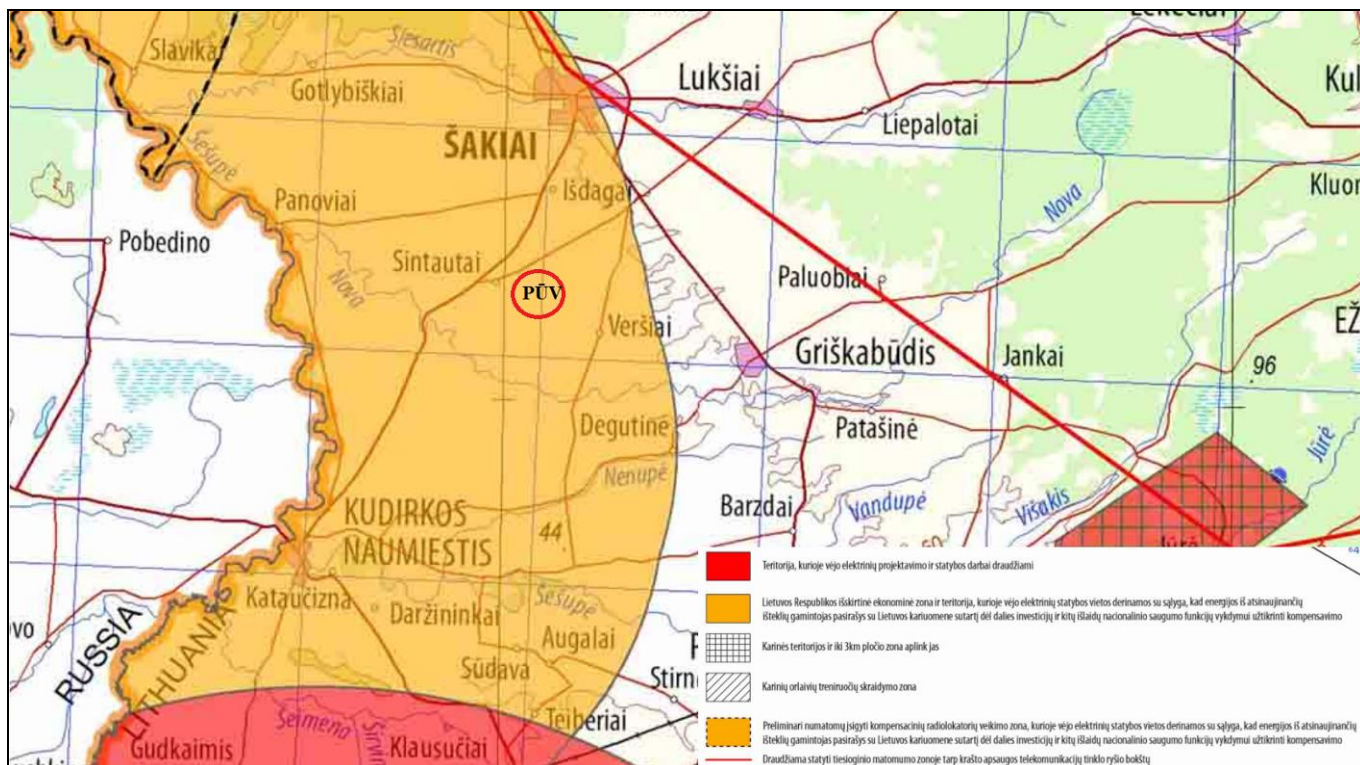 Slavikai
Siesartis
Lukšiai
Gotlybiškiai
ŠAKIAI
Liepalotai
Šešupė
Išdagai
Panoviai
Nova
Pobedino
Sintautai
Nova
PŪV
Paluobiai
Veršiai
Griškabūdis
Jankai
96
Degutinė
Patašinė
Nenupė
Jūrė
KUDIRKOS
NAUMIESTIS
44
Barzdai
Vandupė
Višakis
Jūrė
Kataučizna
Daržininkai
Šešupė
Augalai
Sūdava
RUSSIA
LITHUANIA
Teiberiai
Šeimena
Gudkaimis
Klausučiai
Teritorija, kurioje vėjo elektrinių projektavimo ir statybos darbai draudžiami
Lietuvos Respublikos išskirtinė ekonominė zona ir teritorija, kurioje vėjo elektrinių statybos vietos derinamos su sąlyga, kad energijos iš atsinaujinančių
išteklių gamintojas pasirašys su Lietuvos kariuomene sutartį dėl dalies investicijų ir kitų išlaidų nacionalinio saugumo funkcijų vykdymui užtikrinti kompensavimo
Karinės teritorijos ir iki 3km pločio zona aplink jas
Karinių orlaivių treniruočių skraidymo zona
Preliminari numatomų įsigyti kompensacinių radiolokatorių veikimo zona, kurioje vėjo elektrinių statybos vietos derinamos su sąlyga, kad energijos iš atsinaujinančių
išteklių gamintojas pasirašys su Lietuvos kariuomene sutartį dėl dalies investicijų ir kitų išlaidų nacionalinio saugumo funkcijų vykdymui užtikrinti kompensavimo
Draudžiama statyti tiesioginio matomumo zonoje tarp krašto apsaugos telekomunikacijų tinklo ryšio bokštų